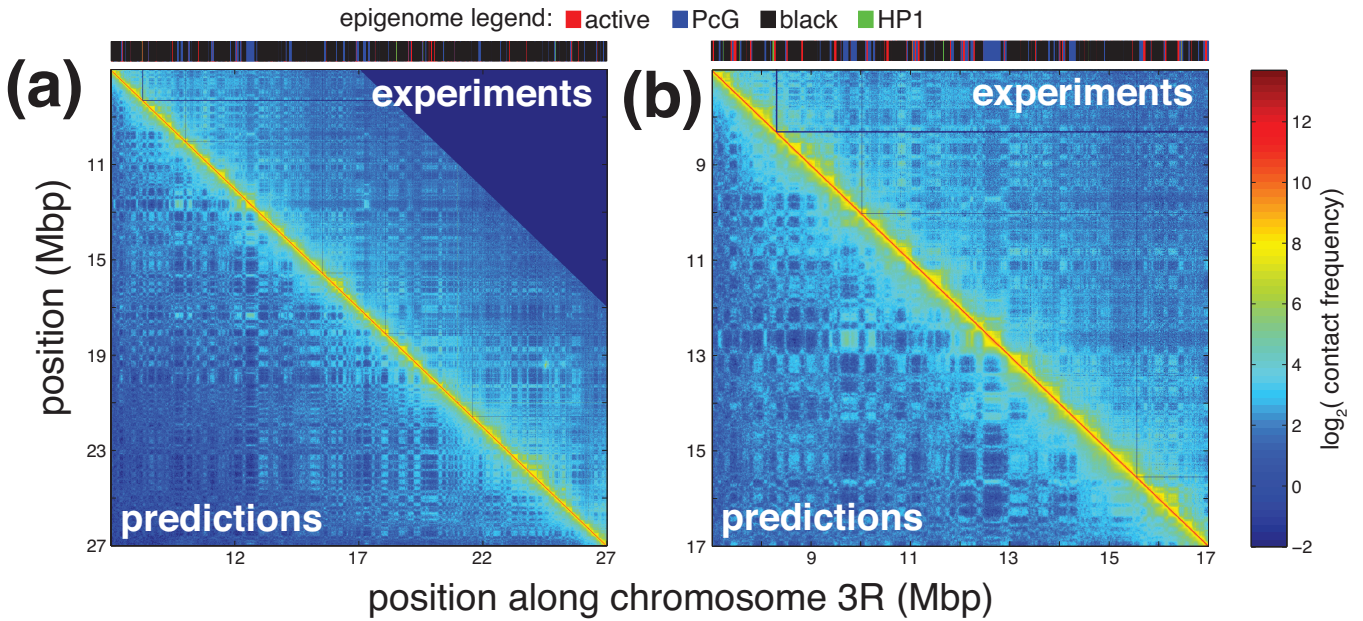 epigenome legend: active PcG black HP1
(a)
experiments
predictions
position (Mbp)
11
15
19
23
27
12
17
22
27
(b)
experiments
predictions
9
11
13
15
17
9
11
13
15
17
12
10
8
6
4
2
0
−2
log2( contact frequency)
position along chromosome 3R (Mbp)